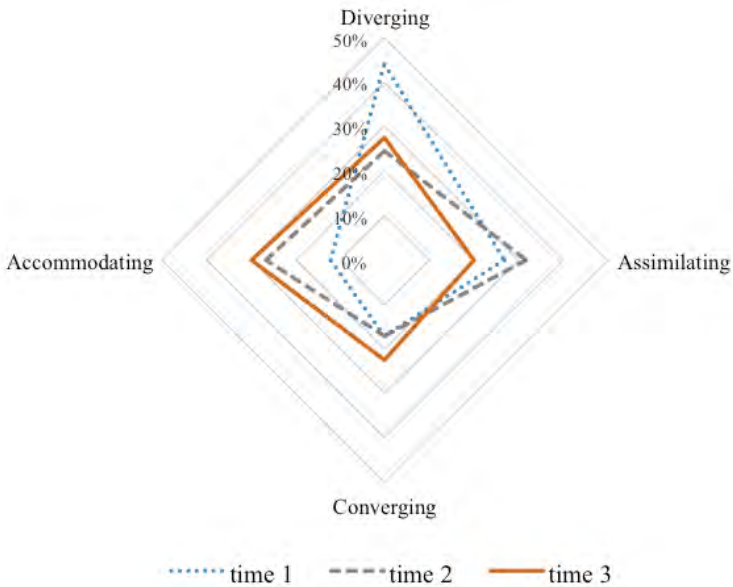 Diverging
50%
40%
30%
20%
10%
0%
Accommodating
Assimilating
Converging
time 1 time 2 time 3